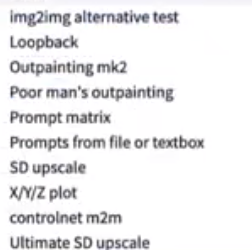 img2img alternative test
Loopback
Outpainting mk2
Poor man's outpainting
Prompt matrix
Prompts from file or textbox
SD upscale
X/Y/Z plot
controlnet m2m
Ultimate SD upscale